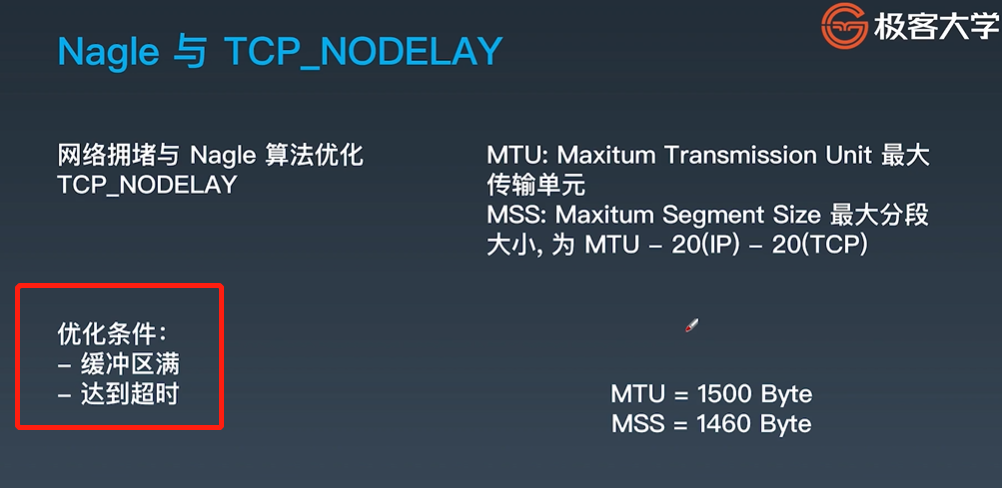 极客大学
Nagle 与 TCP_NODELAY
网络拥堵与 Nagle 算法优化
TCP_NODELAY
MTU: Maxitum Transmission Unit 最大
传输单元
MSS: Maxitum Segment Size 最大分段
大小, 为 MTU – 20(IP) – 20(TCP)
优化条件:
– 缓冲区满
– 达到超时
MTU = 1500 Byte
MSS = 1460 Byte